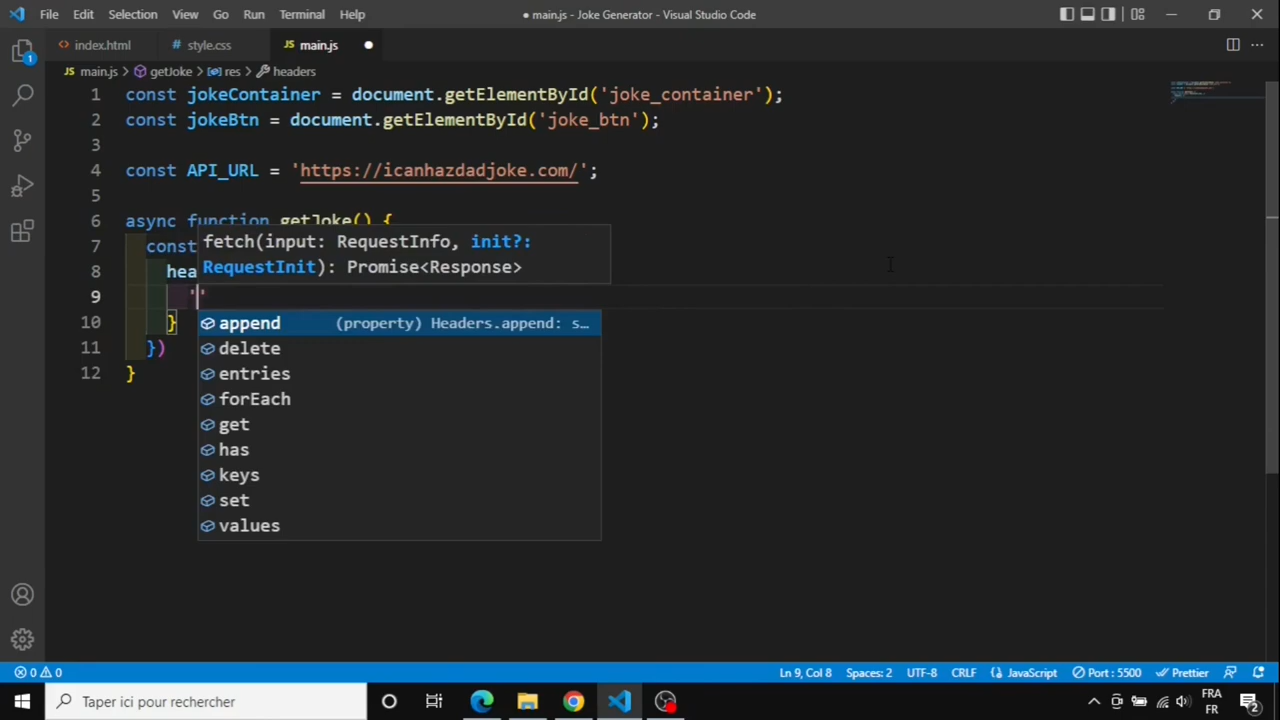 File Edit Selection View Go Run Terminal Help
● main.js - Joke Generator - Visual Studio Code
index.html
# style.css
JS main.js ●
JS main.js > getJoke > res > headers
1 const jokeContainer = document.getElementById('joke_container');
2 const jokeBtn = document.getElementById('joke_btn');
3
4 const API_URL = 'https://icanhazdadjoke.com/';
5
6 async function getJoke() {
7 const
fetch(input: RequestInfo, init?:
RequestInit): Promise<Response>
8 hea
9 ''
10 }
append (property) Headers.append: s…
11 })
delete
12 }
entries
forEach
get
has
keys
set
values
1
0 0
Ln 9, Col 8 Spaces: 2 UTF-8 CRLF {} JavaScript Port : 5500 Prettier
Taper ici pour rechercher
FRA
FR
2